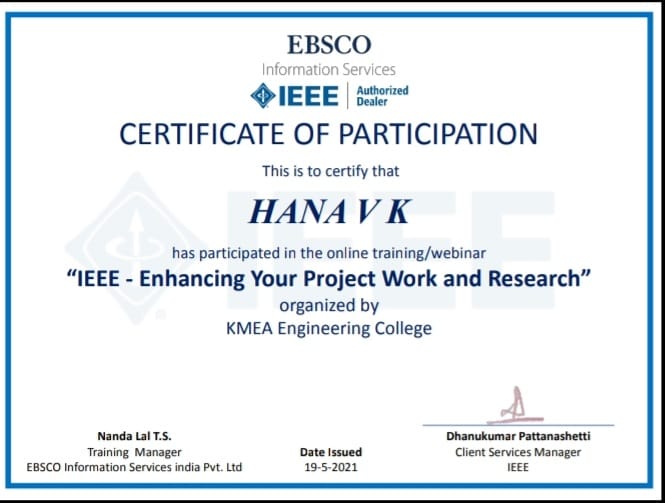 EBSCO
Information Services
IEEE Authorized Dealer
CERTIFICATE OF PARTICIPATION
This is to certify that
HANA V K
has participated in the online training/webinar
“IEEE - Enhancing Your Project Work and Research”
organized by
KMEA Engineering College
Nanda Lal T.S.
Training Manager
EBSCO Information Services india Pvt. Ltd
Date Issued
19-5-2021
Dhanukumar Pattanashetti
Client Services Manager
IEEE